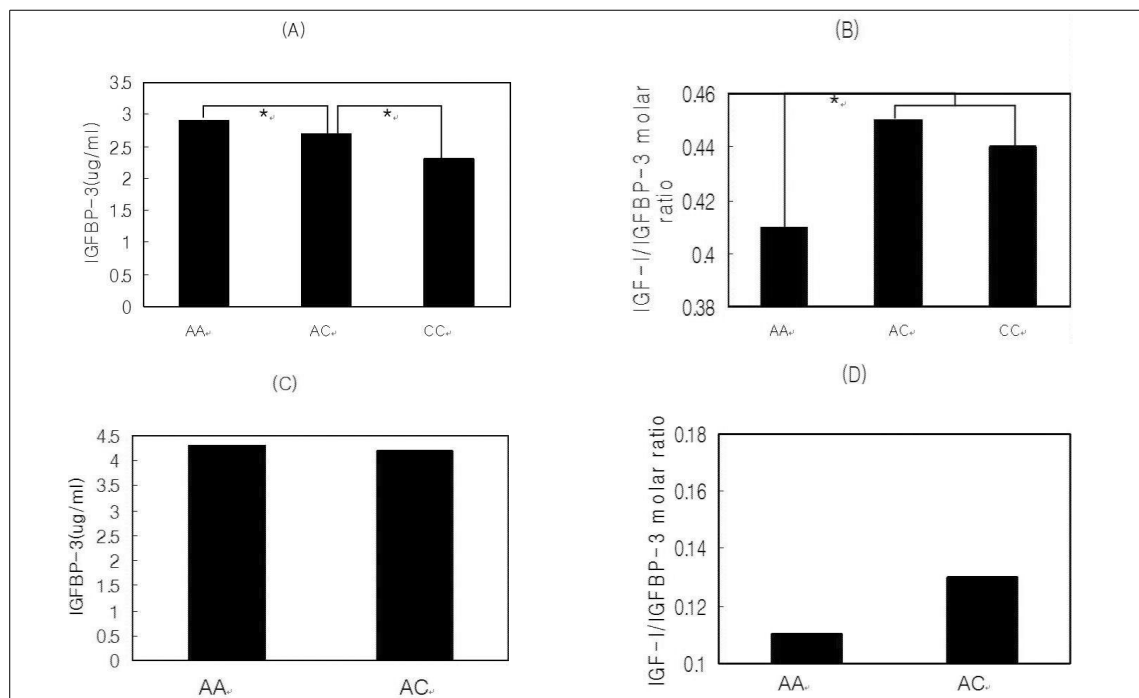 (A)
IGFBP-3(ug/ml)
3.5
3
2.5
2
1.5
1
0.5
0
*
*
AA
AC
CC
(B)
IGF-I/IGFBP-3 molar
ratio
0.46
0.44
0.42
0.4
0.38
*
AA
AC
CC
(C)
IGFBP-3(ug/ml)
4.5
4
3.5
3
2.5
2
1.5
1
0.5
0
AA
AC
(D)
IGF-I/IGFBP-3 molar ratio
0.18
0.16
0.14
0.12
0.1
AA
AC